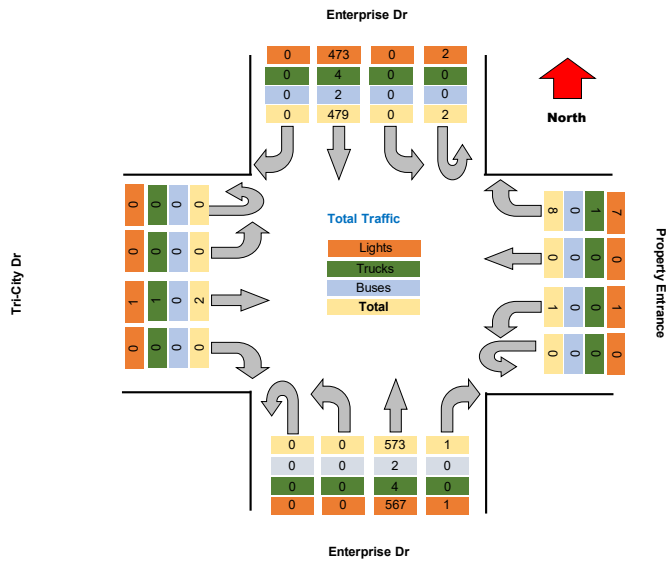 Enterprise Dr
0 473 0 2
0 4 0 0
0 2 0 0
0 479 0 2
North
Tri-City Dr
0 0 0 0
0 0 0 0
1 1 0 2
0 0 0 0
Total Traffic
Lights
Trucks
Buses
Total
8 0 1 7
0 0 0 0
1 0 0 1
0 0 0 0
Property Entrance
0 0 573 1
0 0 2 0
0 0 4 0
0 0 567 1
Enterprise Dr